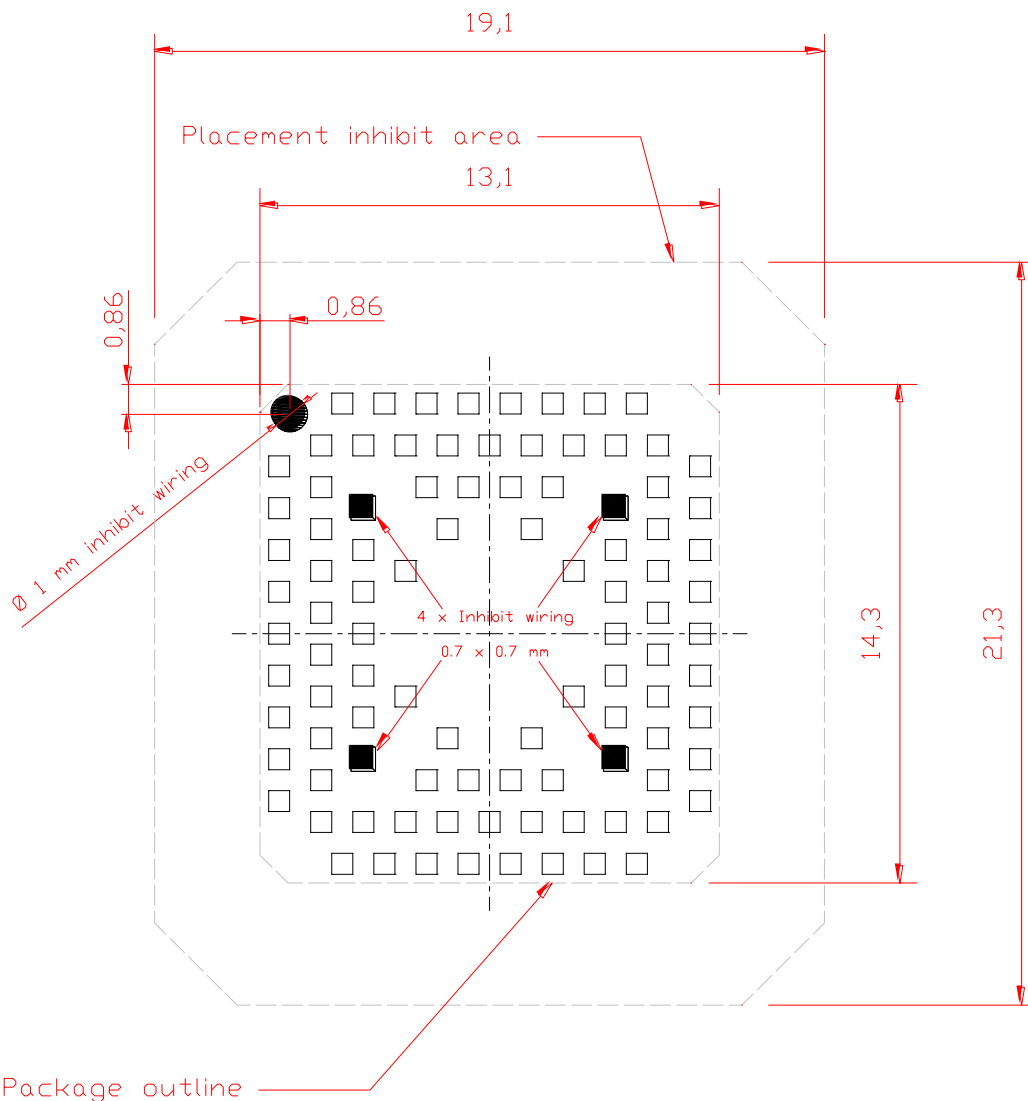 19,1
Placement inhibit area
13,1
0,86
0,86
Ø 1 mm inhibit wiring
4 x Inhibit wiring
0.7 x 0.7 mm
14,3
21,3
Package outline